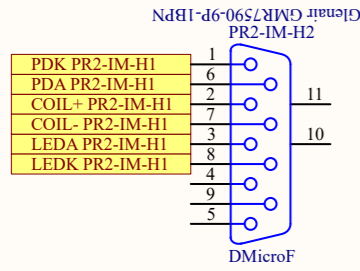 Glenair GMR7590-9P-1BPN
PR2-IM-H2
PDK PR2-IM-H1 1
PDA PR2-IM-H1 6
COIL+ PR2-IM-H1 2 11
COIL- PR2-IM-H1 7
LEDA PR2-IM-H1 3 10
LEDK PR2-IM-H1 8
4
9
5
DMicroF